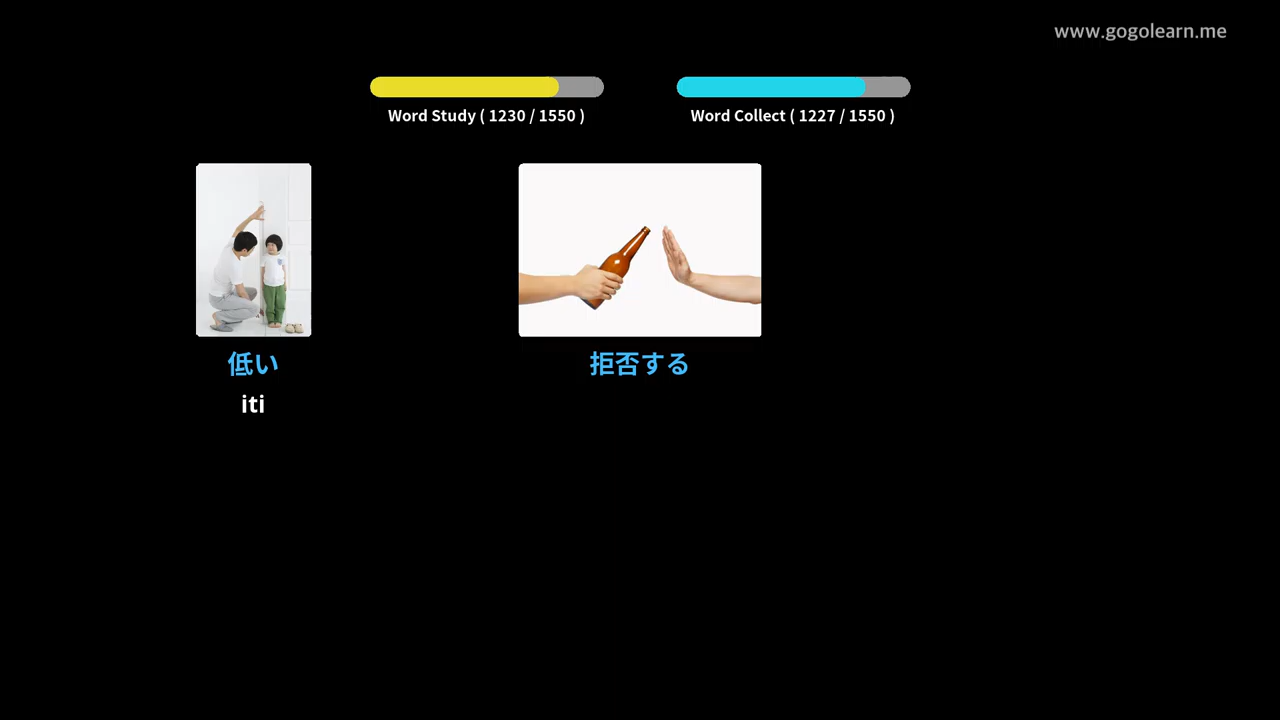 www.gogolearn.me
Word Study ( 1230 / 1550 )
Word Collect ( 1227 / 1550 )
低い
iti
拒否する